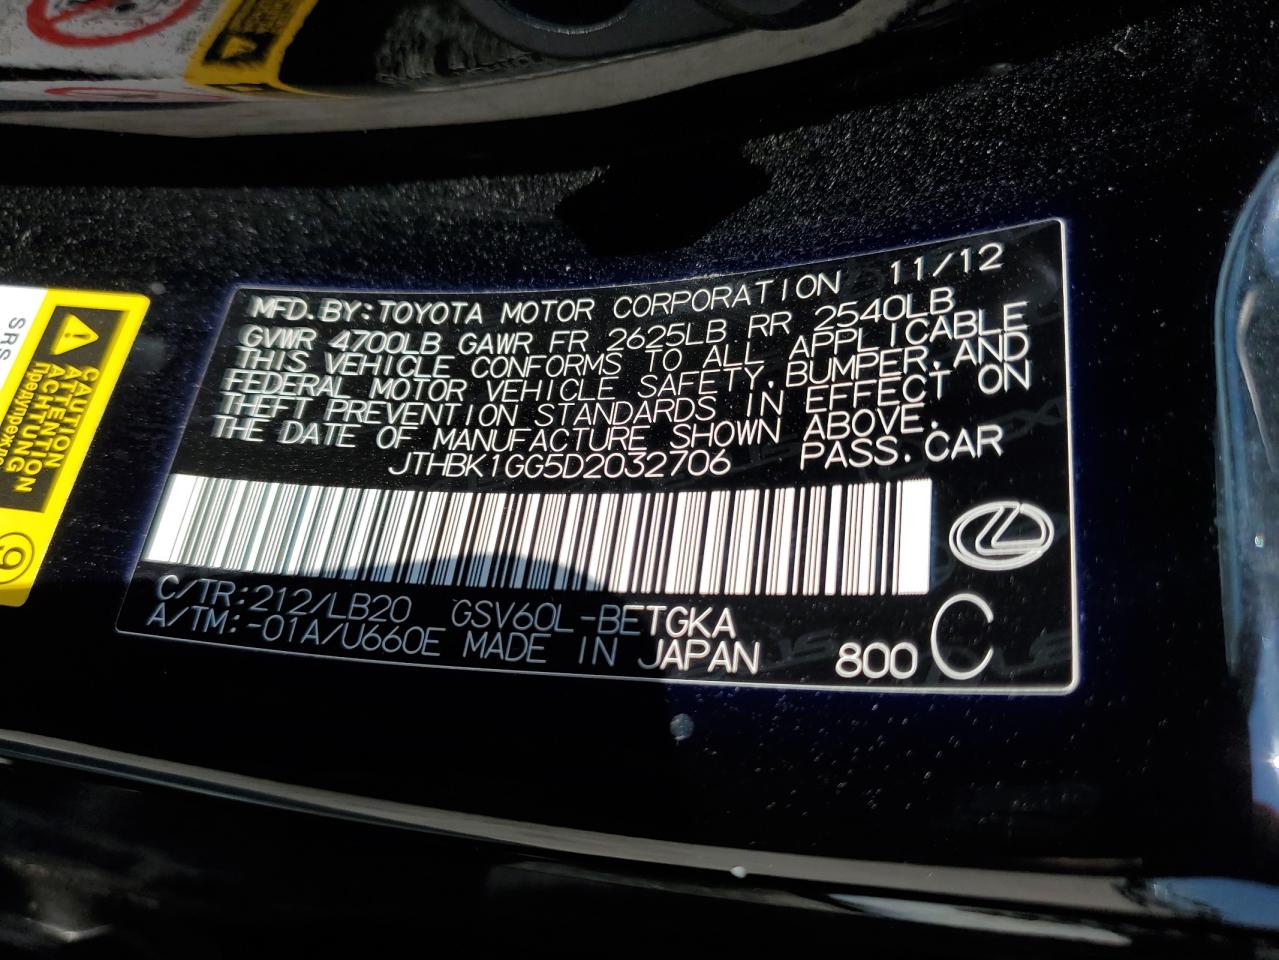 MFD.BY:TOYOTA MOTOR CORPORATION 11/12
GVWR 4700LB GAWR FR 2625LB RR 2540LB
THIS VEHICLE CONFORMS TO ALL APPLICABLE
FEDERAL MOTOR VEHICLE SAFETY,BUMPER,AND
THEFT PREVENTION STANDARDS IN EFFECT ON
THE DATE OF MANUFACTURE SHOWN ABOVE.
JTHBK1GG5D2032706 PASS.CAR
C/TR:212/LB20 GSV60L-BETGKA
A/TM:-01A/U660E MADE IN JAPAN 800 C
SRS
CAUTION
ATTENTION
ACHTUNG